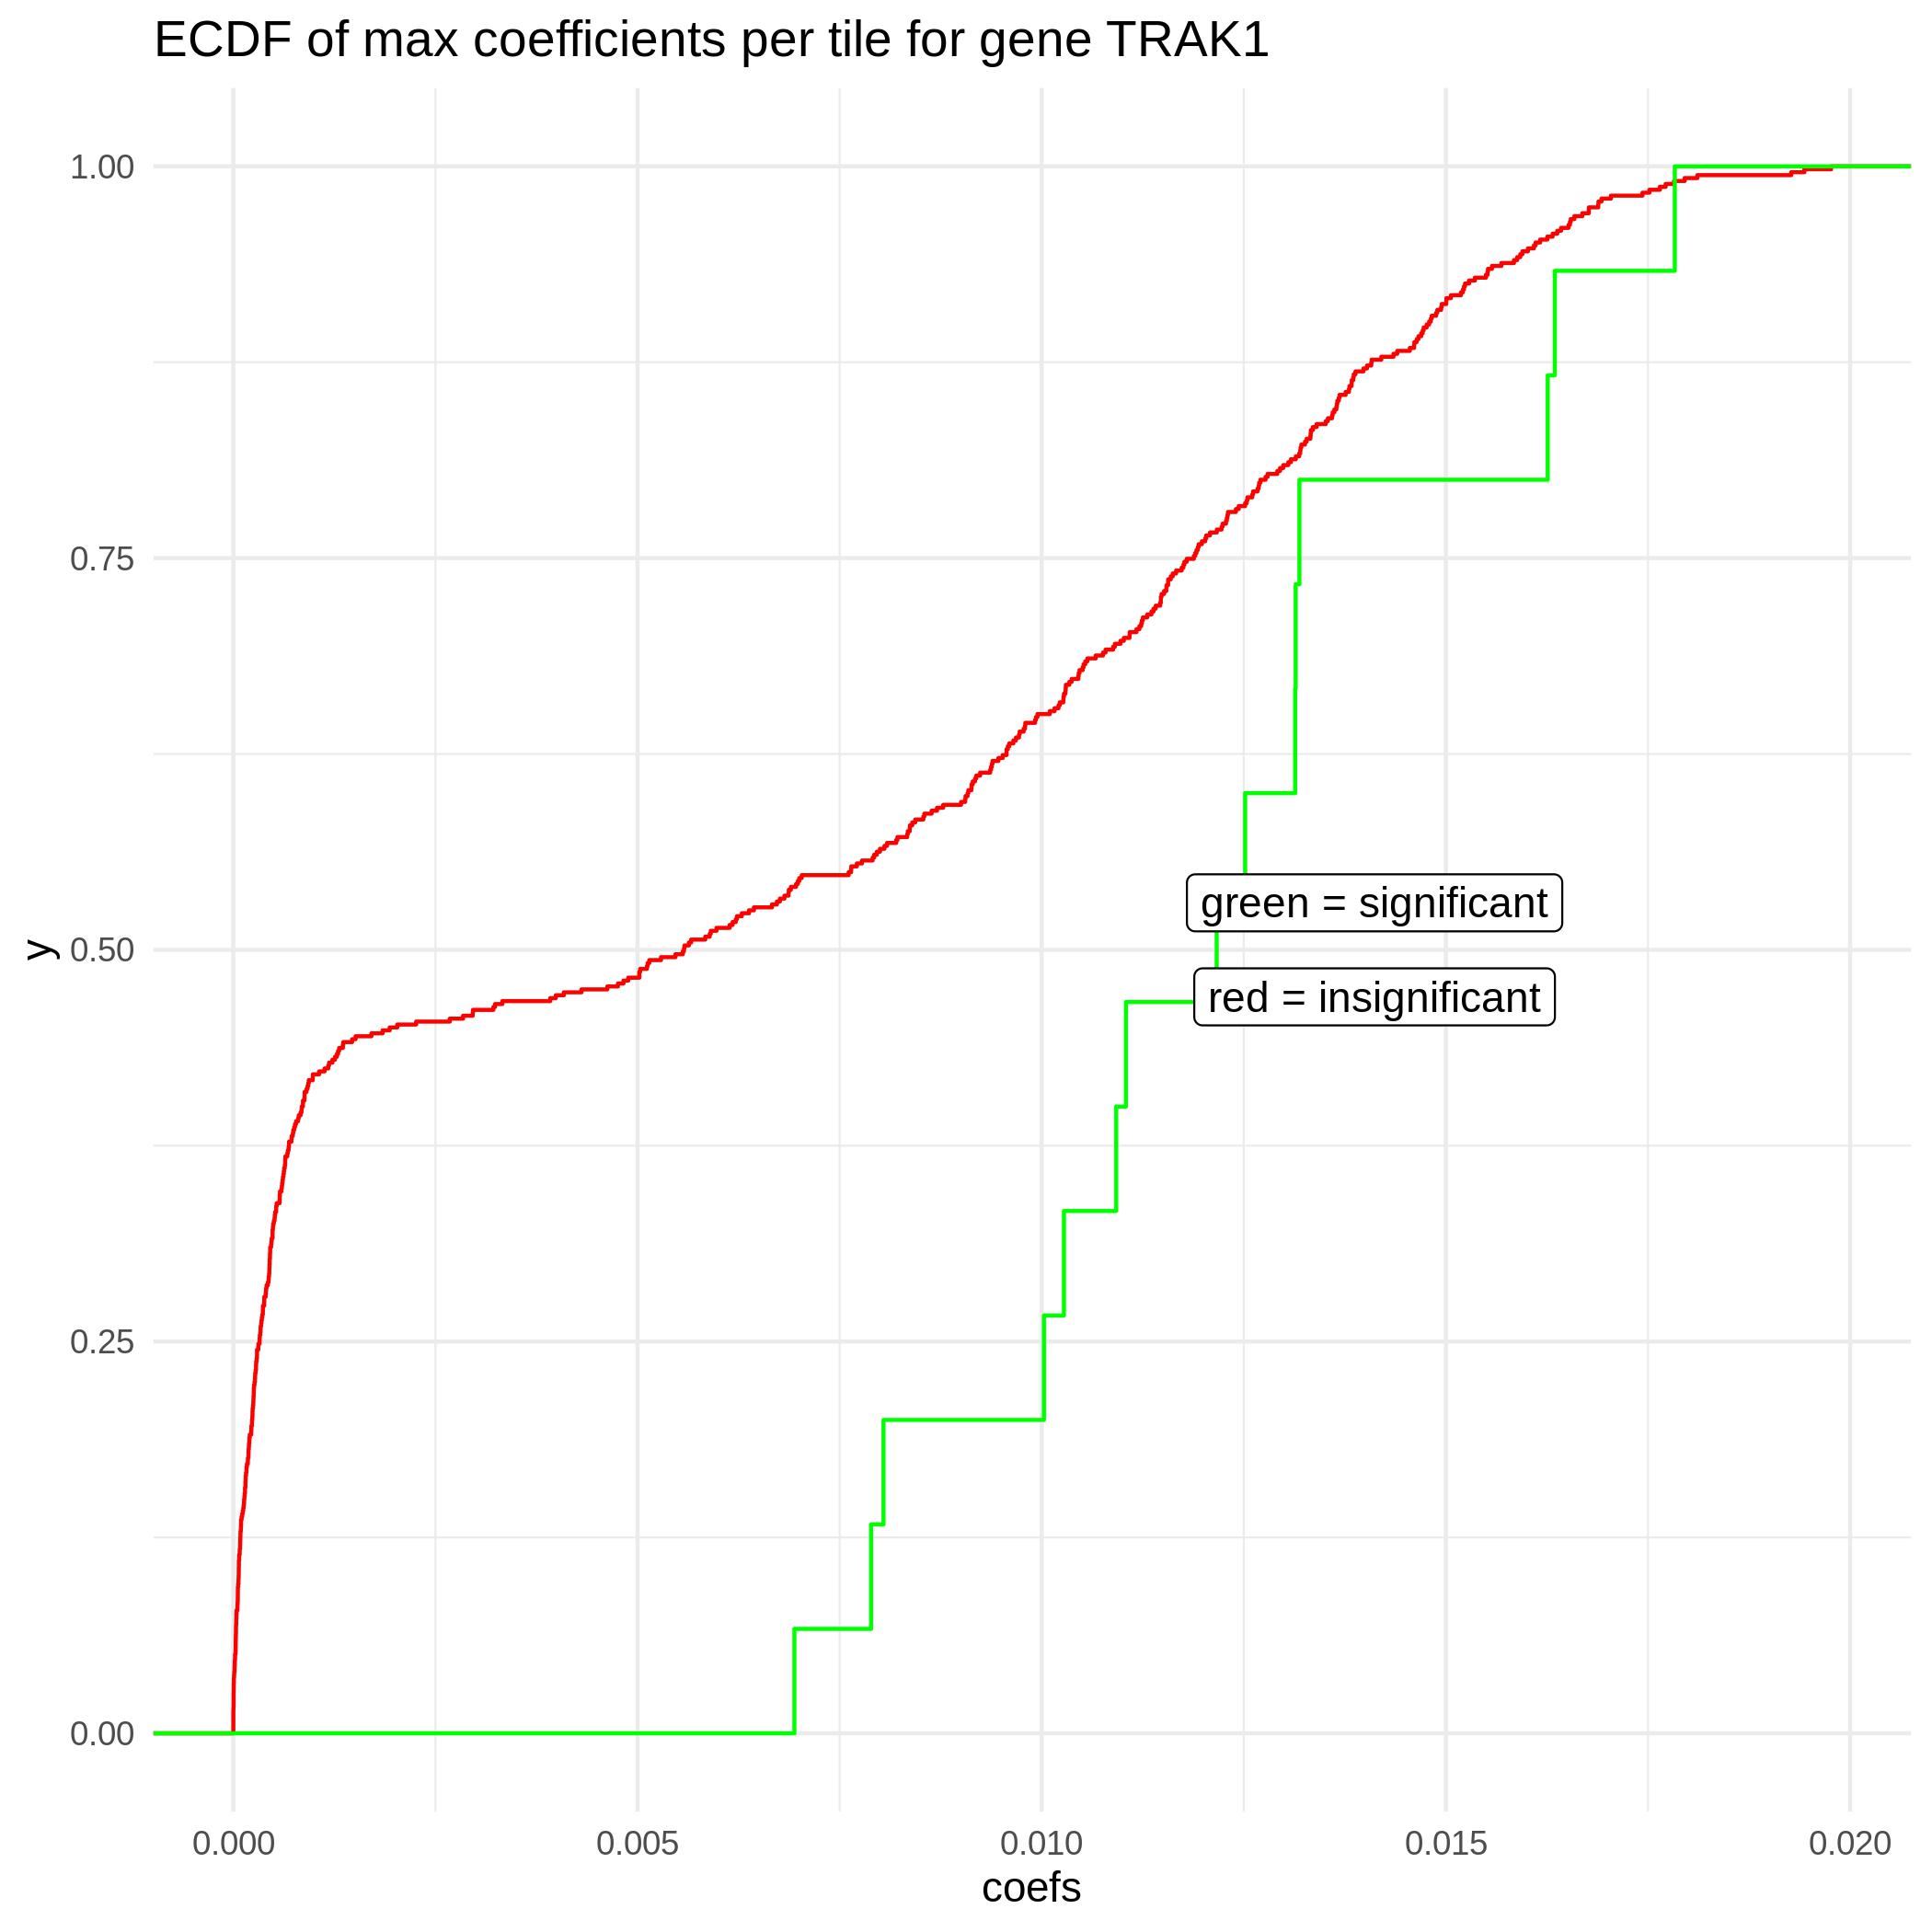 ECDF of max coefficients per tile for gene TRAK1
1.00
0.75
0.50
0.25
0.00
y
green = significant
red = insignificant
0.000
0.005
0.010
0.015
0.020
coefs